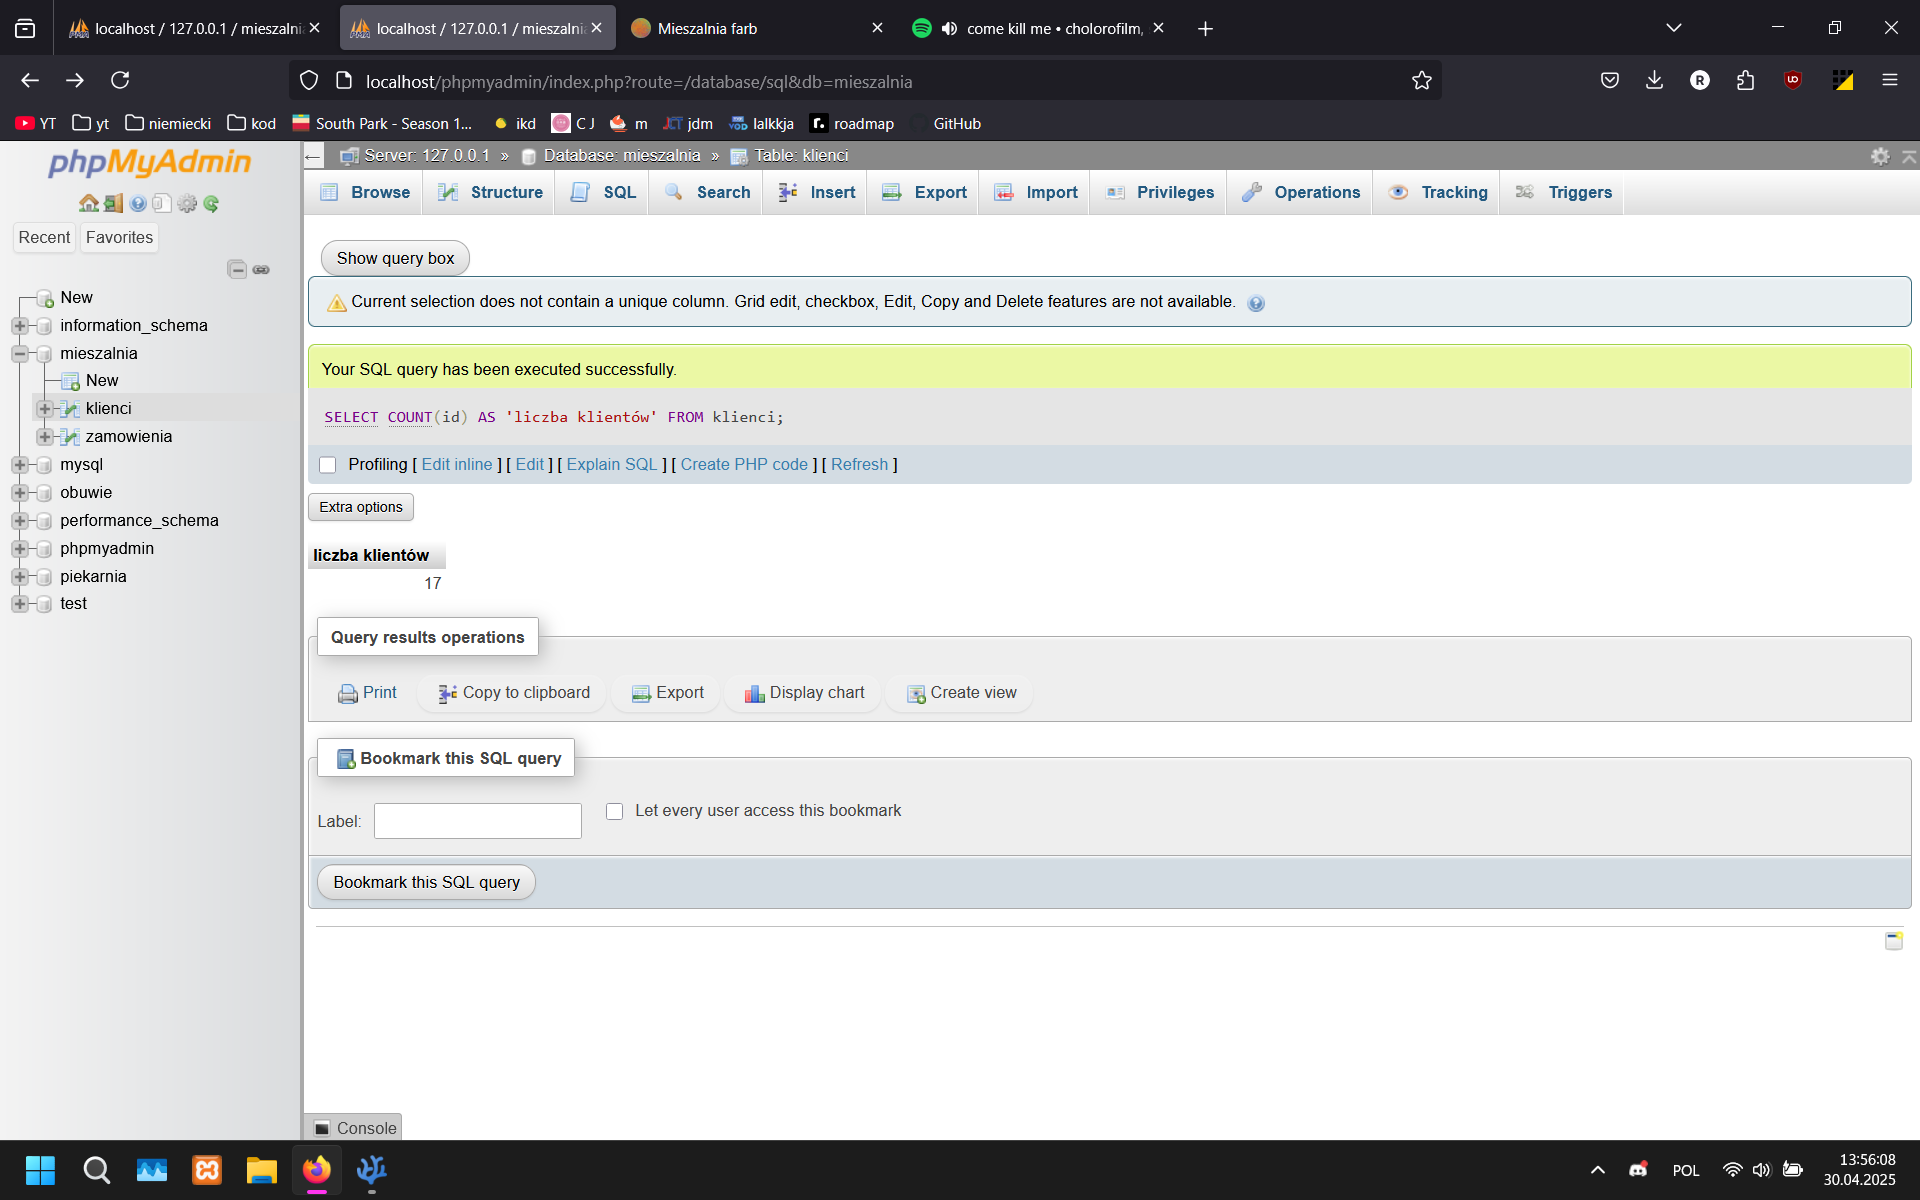 localhost / 127.0.0.1 / mieszalni
localhost / 127.0.0.1 / mieszalni
Mieszalnia farb
come kill me • cholorofilm,
localhost/phpmyadmin/index.php?route=/database/sql&db=mieszalnia
YT
yt
niemiecki
kod
South Park - Season 1...
ikd
C J
m
jdm
lalkkja
roadmap
GitHub
phpMyAdmin
Recent
Favorites
New
information_schema
mieszalnia
New
klienci
zamowienia
mysql
obuwie
performance_schema
phpmyadmin
piekarnia
test
Server: 127.0.0.1 » Database: mieszalnia » Table: klienci
Browse
Structure
SQL
Search
Insert
Export
Import
Privileges
Operations
Tracking
Triggers
Show query box
Current selection does not contain a unique column. Grid edit, checkbox, Edit, Copy and Delete features are not available.
Your SQL query has been executed successfully.
SELECT COUNT(id) AS 'liczba klientów' FROM klienci;
Profiling [ Edit inline ] [ Edit ] [ Explain SQL ] [ Create PHP code ] [ Refresh ]
Extra options
liczba klientów
17
Query results operations
Print
Copy to clipboard
Export
Display chart
Create view
Bookmark this SQL query
Label:
Let every user access this bookmark
Bookmark this SQL query
Console
POL
13:56:08
30.04.2025